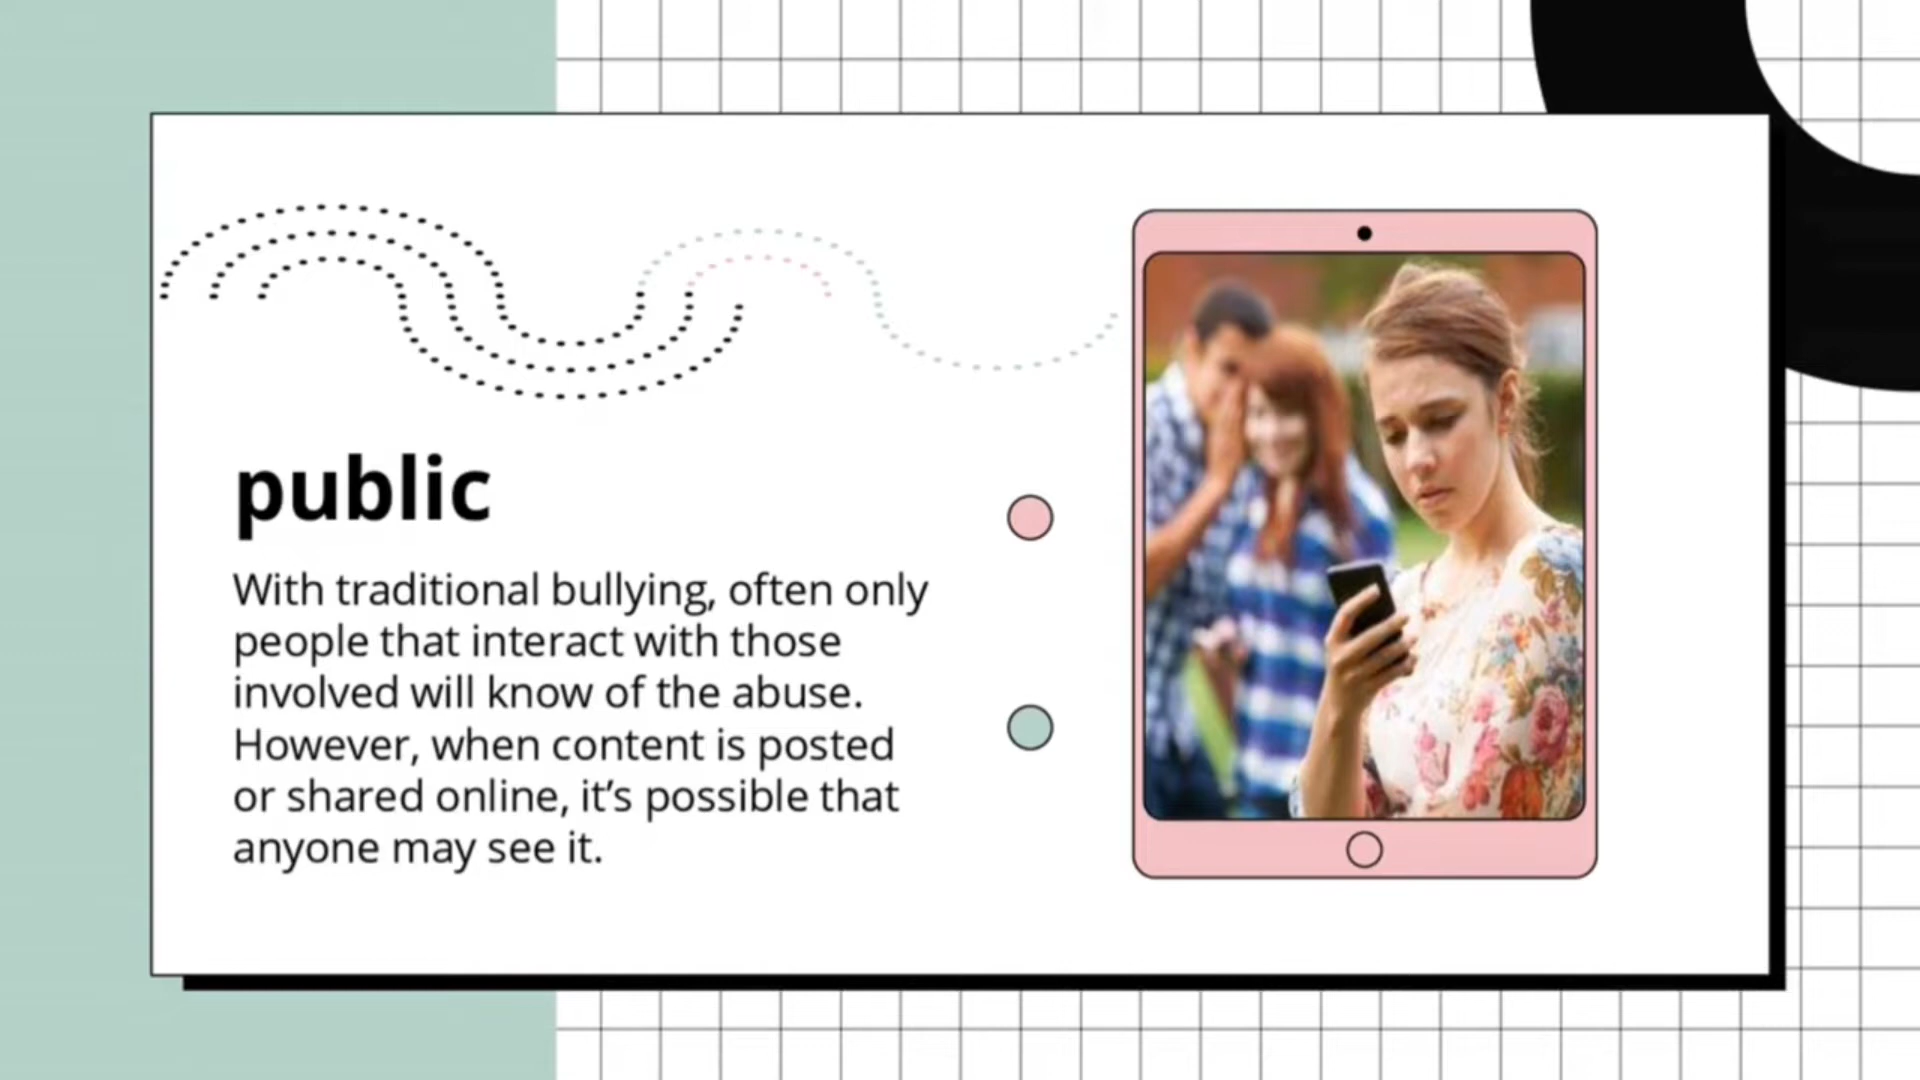 public
With traditional bullying, often only
people that interact with those
involved will know of the abuse.
However, when content is posted
or shared online, it’s possible that
anyone may see it.